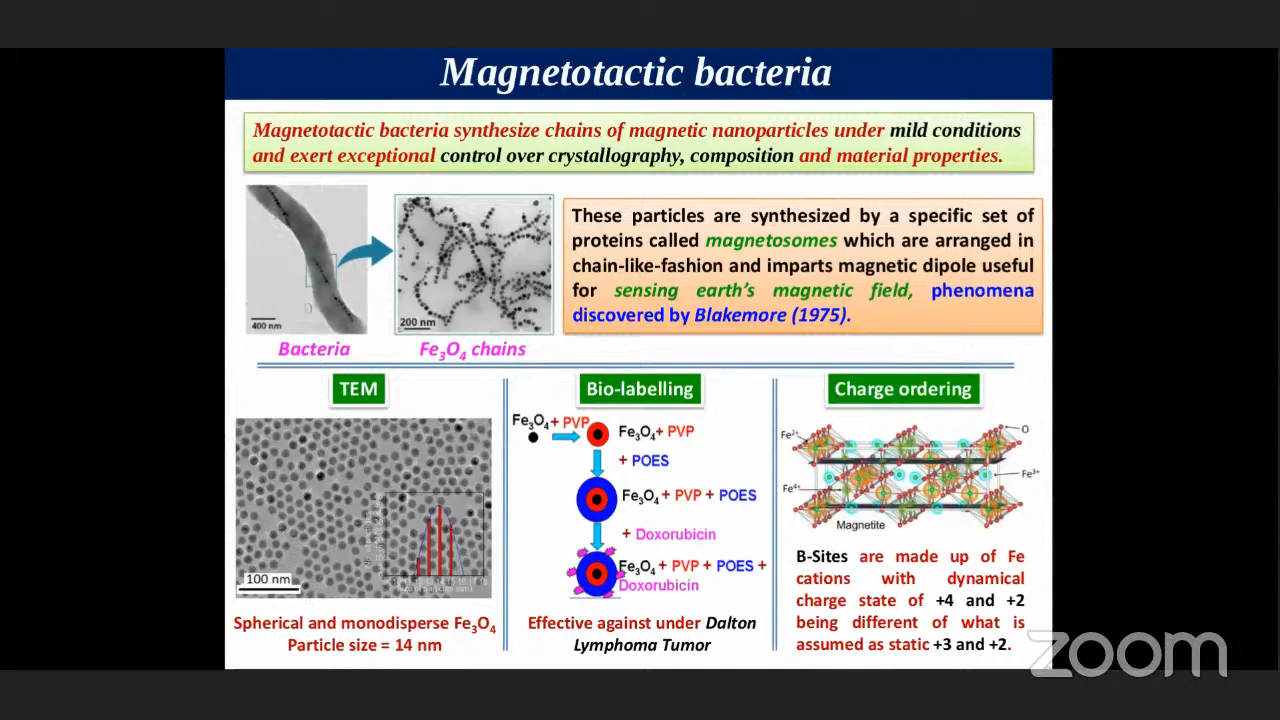 Magnetotactic bacteria
Magnetotactic bacteria synthesize chains of magnetic nanoparticles under mild conditions
and exert exceptional control over crystallography, composition and material properties.
400 nm
200 nm
Bacteria
Fe₃O₄ chains
These particles are synthesized by a specific set of
proteins called magnetosomes which are arranged in
chain-like-fashion and imparts magnetic dipole useful
for sensing earth's magnetic field, phenomena
discovered by Blakemore (1975).
TEM
100 nm
Spherical and monodisperse Fe₃O₄
Particle size = 14 nm
Bio-labelling
Fe₃O₄ + PVP
Fe₃O₄+ PVP
+ POES
Fe₃O₄ + PVP + POES
+ Doxorubicin
Fe₃O₄ + PVP + POES +
Doxorubicin
Effective against under Dalton
Lymphoma Tumor
Charge ordering
Fe²⁺
O
Fe³⁺
Fe⁴⁺
Magnetite
B-Sites are made up of Fe
cations with dynamical
charge state of +4 and +2
being different of what is
assumed as static +3 and +2.
zoom